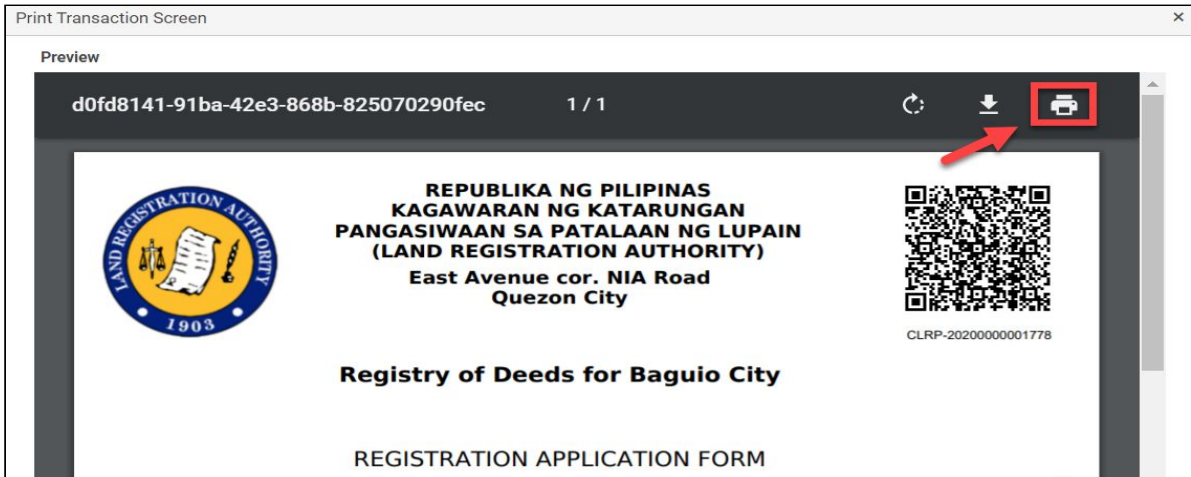 Print Transaction Screen
Preview
d0fd8141-91ba-42e3-868b-825070290fec 1 / 1
LAND REGISTRATION AUTHORITY
1903
REPUBLIKA NG PILIPINAS
KAGAWARAN NG KATARUNGAN
PANGASIWAAN SA PATALAAN NG LUPAIN
(LAND REGISTRATION AUTHORITY)
East Avenue cor. NIA Road
Quezon City
CLRP-20200000001778
Registry of Deeds for Baguio City
REGISTRATION APPLICATION FORM